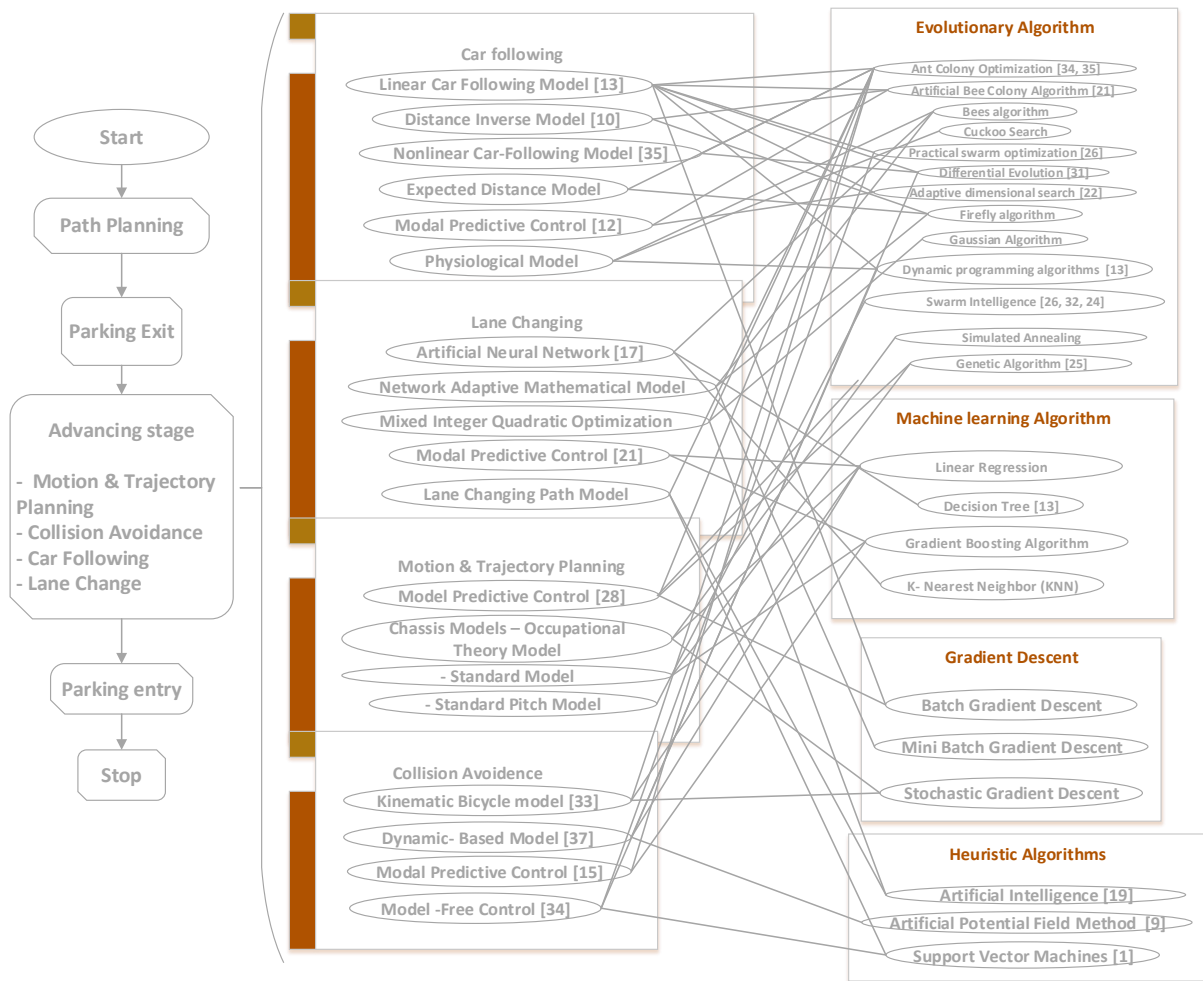 Start
Path Planning
Parking Exit
Advancing stage
- Motion & Trajectory
Planning
- Collision Avoidance
- Car Following
- Lane Change
Parking entry
Stop
Car following
Linear Car Following Model [13]
Distance Inverse Model [10]
Nonlinear Car-Following Model [35]
Expected Distance Model
Modal Predictive Control [12]
Physiological Model
Lane Changing
Artificial Neural Network [17]
Network Adaptive Mathematical Model
Mixed Integer Quadratic Optimization
Modal Predictive Control [21]
Lane Changing Path Model
Motion & Trajectory Planning
Model Predictive Control [28]
Chassis Models – Occupational
Theory Model
- Standard Model
- Standard Pitch Model
Collision Avoidence
Kinematic Bicycle model [33]
Dynamic- Based Model [37]
Modal Predictive Control [15]
Model -Free Control [34]
Evolutionary Algorithm
Ant Colony Optimization [34, 35]
Artificial Bee Colony Algorithm [21]
Bees algorithm
Cuckoo Search
Practical swarm optimization [26]
Differential Evolution [31]
Adaptive dimensional search [22]
Firefly algorithm
Gaussian Algorithm
Dynamic programming algorithms [13]
Swarm Intelligence [26, 32, 24]
Simulated Annealing
Genetic Algorithm [25]
Machine learning Algorithm
Linear Regression
Decision Tree [13]
Gradient Boosting Algorithm
K- Nearest Neighbor (KNN)
Gradient Descent
Batch Gradient Descent
Mini Batch Gradient Descent
Stochastic Gradient Descent
Heuristic Algorithms
Artificial Intelligence [19]
Artificial Potential Field Method [9]
Support Vector Machines [1]